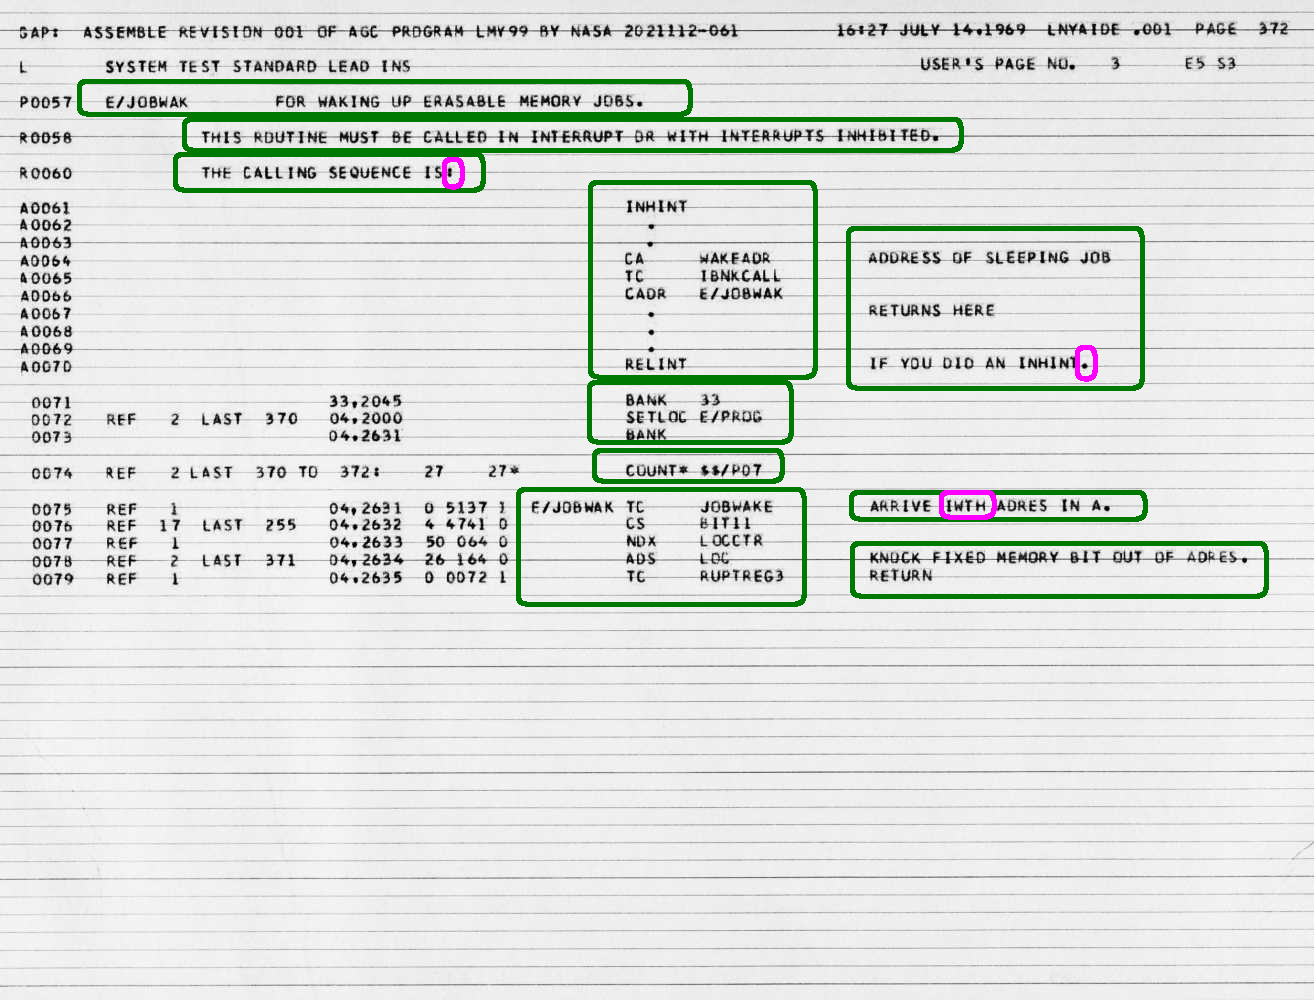 GAP:  ASSEMBLE REVISION 001 OF AGC PROGRAM LMY99 BY NASA 2021112-061  16:27 JULY 14,1969  LNYAIDE .001  PAGE  372
L  SYSTEM TEST STANDARD LEAD INS  USER'S PAGE NO.  3  E5 S3
P0057  E/JOBWAK  FOR WAKING UP ERASABLE MEMORY JOBS.
R0058  THIS ROUTINE MUST BE CALLED IN INTERRUPT OR WITH INTERRUPTS INHIBITED.
R0060  THE CALLING SEQUENCE IS:
A0061  INHINT
A0062  .
A0063  .
A0064  CA  WAKEADR  ADDRESS OF SLEEPING JOB
A0065  TC  IBNKCALL
A0066  CADR  E/JOBWAK
A0067  .  RETURNS HERE
A0068  .
A0069  .
A0070  RELINT  IF YOU DID AN INHINT.
0071  33,2045  BANK  33
0072  REF  2  LAST  370  04,2000  SETLOC  E/PROG
0073  04,2631  BANK
0074  REF  2 LAST  370 TO  372:  27  27*  COUNT*  $$/P07
0075  REF  1  04,2631  0 5137 1  E/JOBWAK  TC  JOBWAKE  ARRIVE IWTH ADRES IN A.
0076  REF  17  LAST  255  04,2632  4 4741 0  CS  BIT11
0077  REF  1  04,2633  50 064 0  NDX  LOCCTR
0078  REF  2  LAST  371  04,2634  26 164 0  ADS  LOC  KNOCK FIXED MEMORY BIT OUT OF ADRES.
0079  REF  1  04,2635  0 0072 1  TC  RUPTREG3  RETURN